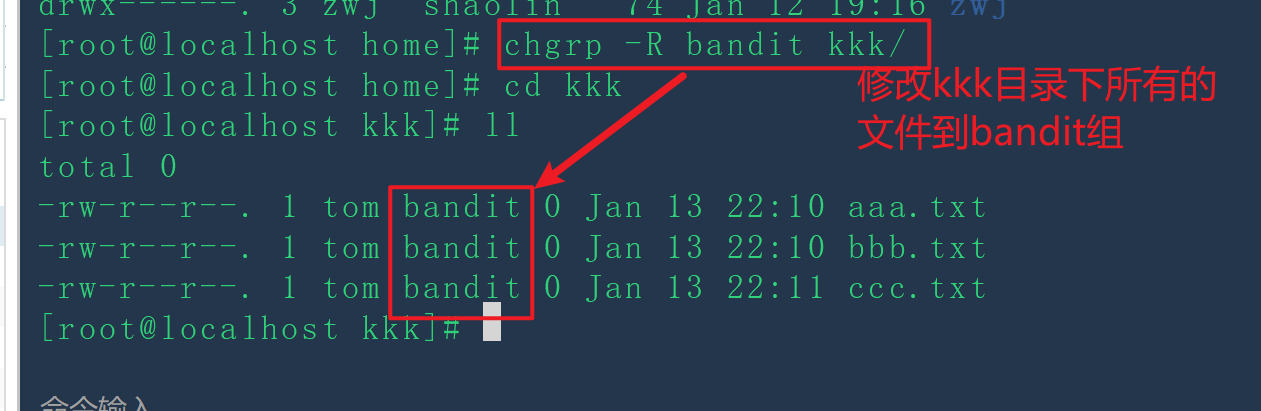 drwx------. 3 zwj shaolin 74 Jan 12 19:16 zwj
[root@localhost home]# chgrp -R bandit kkk/
[root@localhost home]# cd kkk
修改kkk目录下所有的
文件到bandit组
[root@localhost kkk]# ll
total 0
-rw-r--r--. 1 tom bandit 0 Jan 13 22:10 aaa.txt
-rw-r--r--. 1 tom bandit 0 Jan 13 22:10 bbb.txt
-rw-r--r--. 1 tom bandit 0 Jan 13 22:11 ccc.txt
[root@localhost kkk]#
命令输入